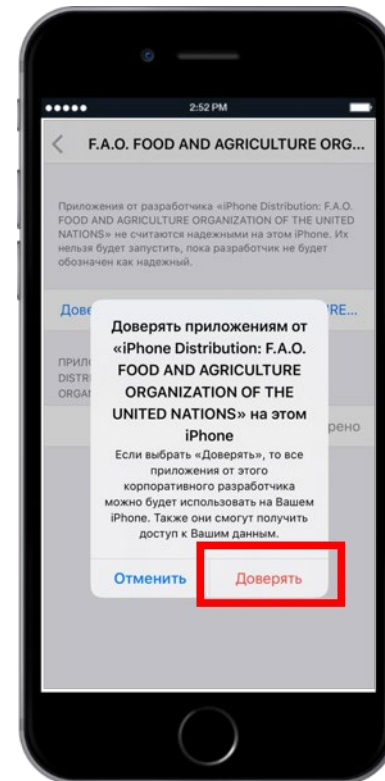 2:52 PM
F.A.O. FOOD AND AGRICULTURE ORG...
Приложения от разработчика «iPhone Distribution: F.A.O.
FOOD AND AGRICULTURE ORGANIZATION OF THE UNITED
NATIONS» не считаются надежными на этом iPhone. Их
нельзя будет запустить, пока разработчик не будет
обозначен как надежный.
Доверять приложениям от
«iPhone Distribution: F.A.O.
FOOD AND AGRICULTURE
ORGANIZATION OF THE
UNITED NATIONS» на этом
iPhone
Если выбрать «Доверять», то все
приложения от этого
корпоративного разработчика
можно будет использовать на Вашем
iPhone. Также они смогут получить
доступ к Вашим данным.
Отменить Доверять